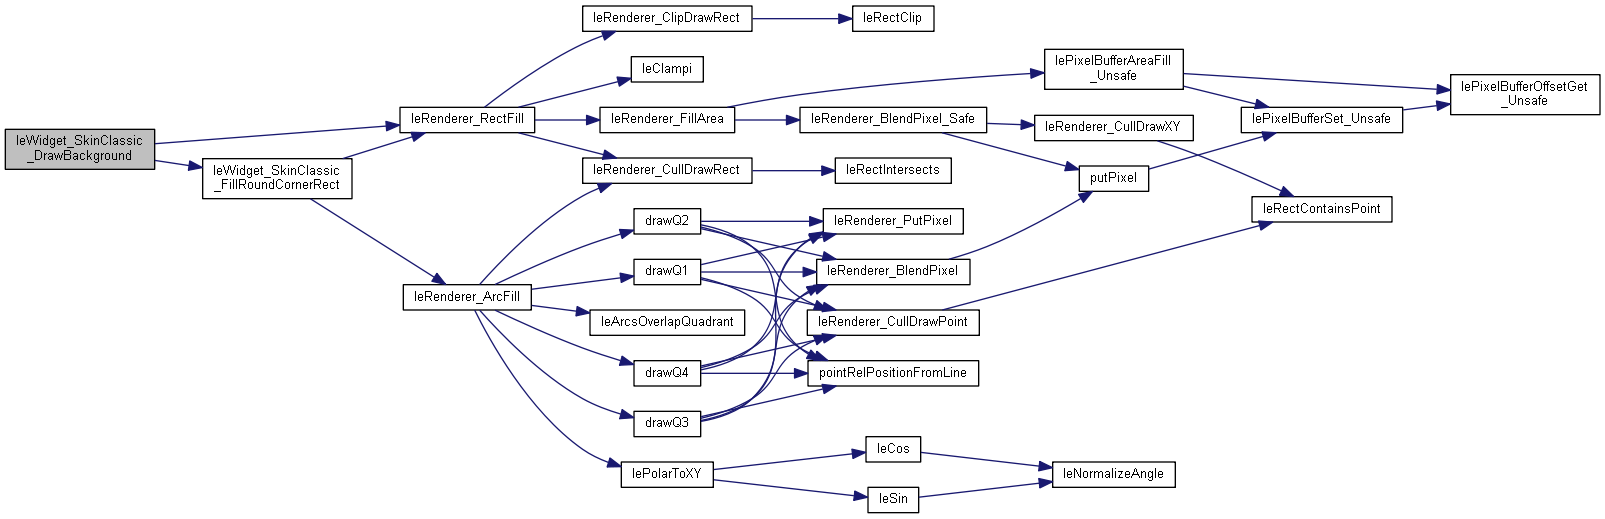 leWidget_SkinClassic
_DrawBackground
leRenderer_RectFill
leWidget_SkinClassic
_FillRoundCornerRect
leRenderer_ArcFill
leRenderer_ClipDrawRect
leClampi
leRenderer_FillArea
leRenderer_CullDrawRect
drawQ2
drawQ1
leArcsOverlapQuadrant
drawQ4
drawQ3
lePolarToXY
leRectClip
leRenderer_BlendPixel_Safe
leRectIntersects
leRenderer_PutPixel
leRenderer_BlendPixel
leRenderer_CullDrawPoint
pointRelPositionFromLine
leCos
leSin
lePixelBufferAreaFill
_Unsafe
leRenderer_CullDrawXY
putPixel
leNormalizeAngle
lePixelBufferSet_Unsafe
leRectContainsPoint
lePixelBufferOffsetGet
_Unsafe